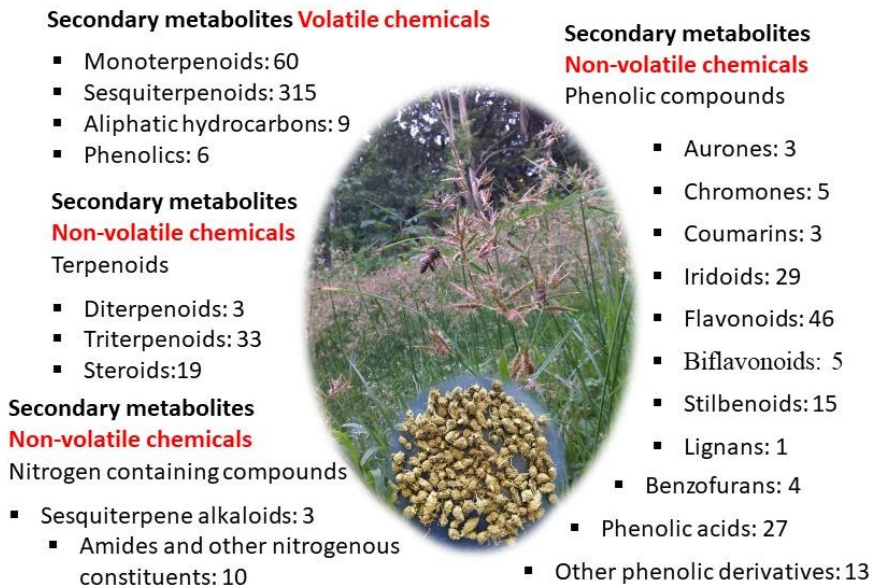 Secondary metabolites Volatile chemicals
▪ Monoterpenoids: 60
▪ Sesquiterpenoids: 315
▪ Aliphatic hydrocarbons: 9
▪ Phenolics: 6
Secondary metabolites
Non-volatile chemicals
Terpenoids
▪ Diterpenoids: 3
▪ Triterpenoids: 33
▪ Steroids:19
Secondary metabolites
Non-volatile chemicals
Nitrogen containing compounds
▪ Sesquiterpene alkaloids: 3
▪ Amides and other nitrogenous
constituents: 10
Secondary metabolites
Non-volatile chemicals
Phenolic compounds
▪ Aurones: 3
▪ Chromones: 5
▪ Coumarins: 3
▪ Iridoids: 29
▪ Flavonoids: 46
▪ Biflavonoids: 5
▪ Stilbenoids: 15
▪ Lignans: 1
▪ Benzofurans: 4
▪ Phenolic acids: 27
▪ Other phenolic derivatives: 13